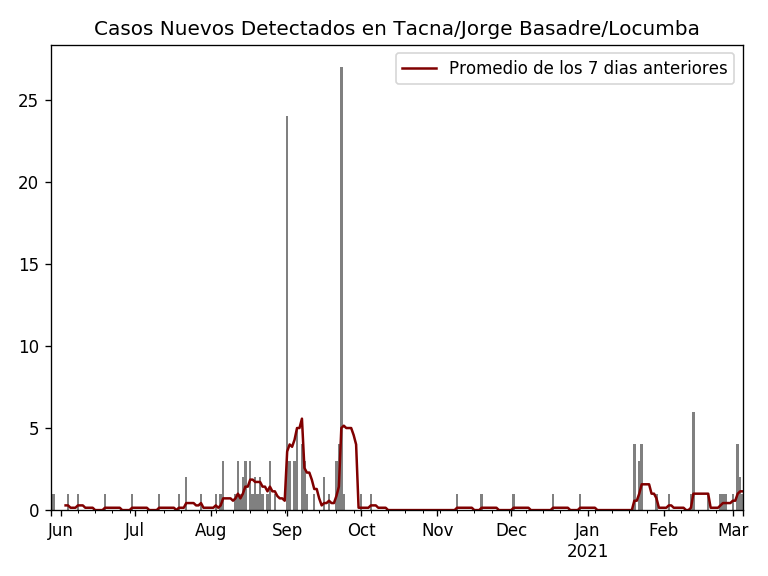 Casos Nuevos Detectados en Tacna/Jorge Basadre/Locumba
Promedio de los 7 dias anteriores
25
20
15
10
5
0
Jun Jul Aug Sep Oct Nov Dec Jan Feb Mar
2021